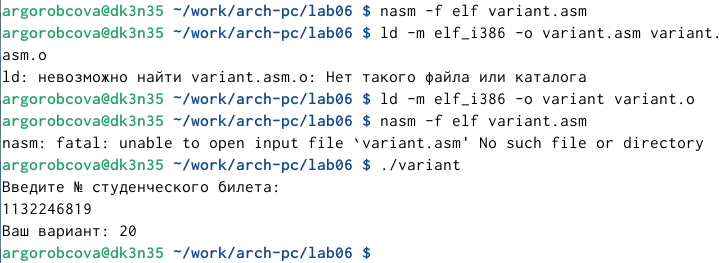 argorobcova@dk3n35 ~/work/arch-pc/lab06 $ nasm -f elf variant.asm
argorobcova@dk3n35 ~/work/arch-pc/lab06 $ ld -m elf_i386 -o variant.asm variant.
asm.o
ld: невозможно найти variant.asm.o: Нет такого файла или каталога
argorobcova@dk3n35 ~/work/arch-pc/lab06 $ ld -m elf_i386 -o variant variant.o
argorobcova@dk3n35 ~/work/arch-pc/lab06 $ nasm -f elf variant.asm
nasm: fatal: unable to open input file `variant.asm' No such file or directory
argorobcova@dk3n35 ~/work/arch-pc/lab06 $ ./variant
Введите № студенческого билета:
1132246819
Ваш вариант: 20
argorobcova@dk3n35 ~/work/arch-pc/lab06 $